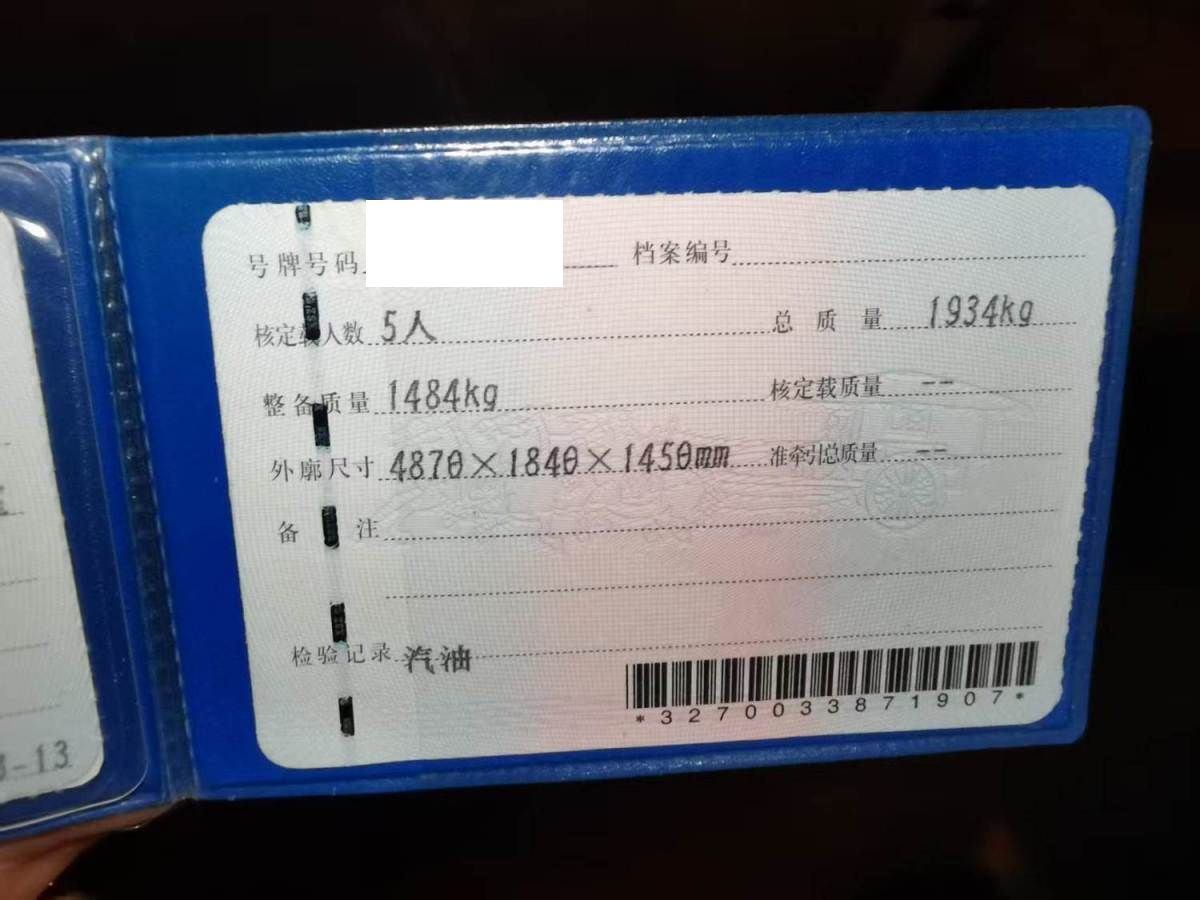 号牌号码 档案编号
核定载人数 5人 总质量 1934kg
整备质量 1484kg 核定载质量 --
外廓尺寸 4870×1840×1450mm 准牵引总质量 --
备注
检验记录 汽油
*3270033871907*
-13